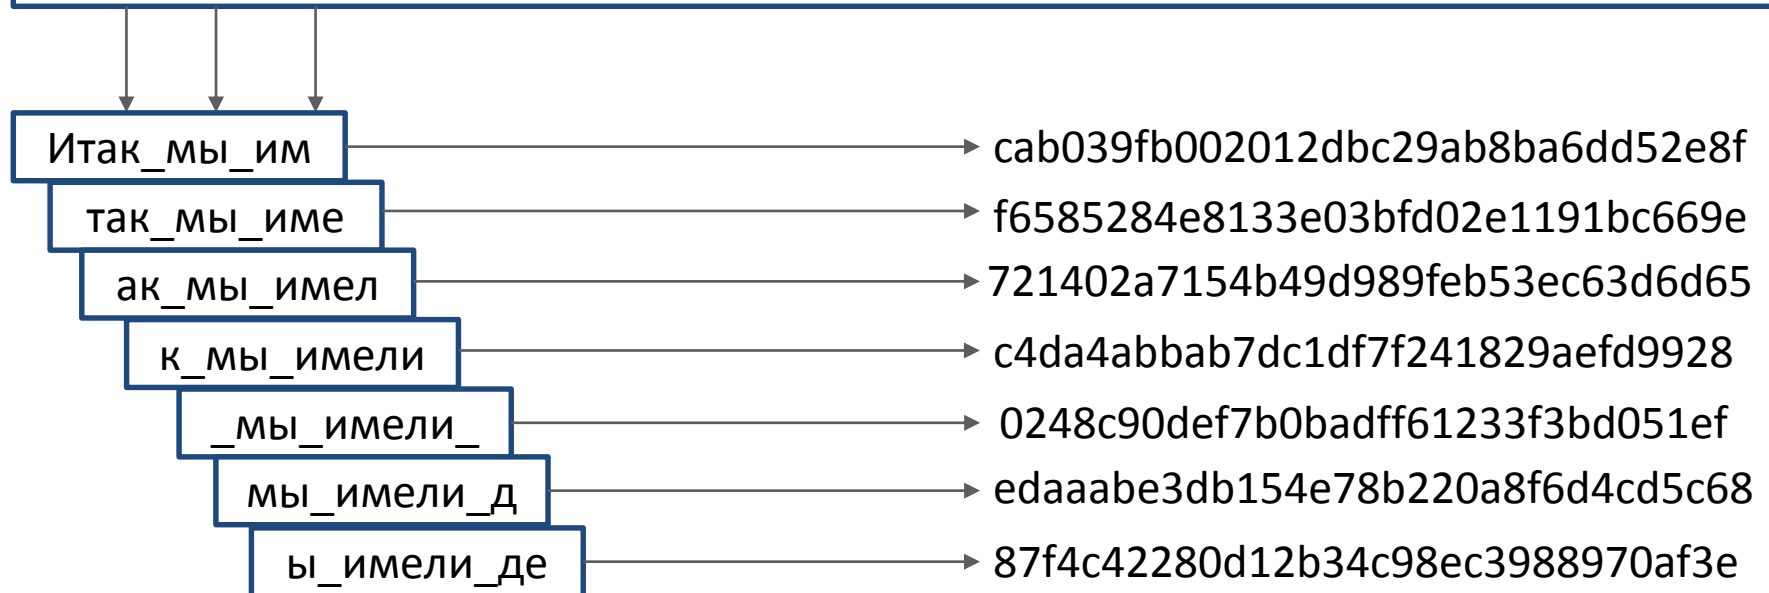 Итак_мы_им cab039fb002012dbc29ab8ba6dd52e8f
так_мы_име f6585284e8133e03bfd02e1191bc669e
ак_мы_имел 721402a7154b49d989feb53ec63d6d65
к_мы_имели c4da4abbab7dc1df7f241829aefd9928
_мы_имели_ 0248c90def7b0badff61233f3bd051ef
мы_имели_д edaaabe3db154e78b220a8f6d4cd5c68
ы_имели_де 87f4c42280d12b34c98ec3988970af3e